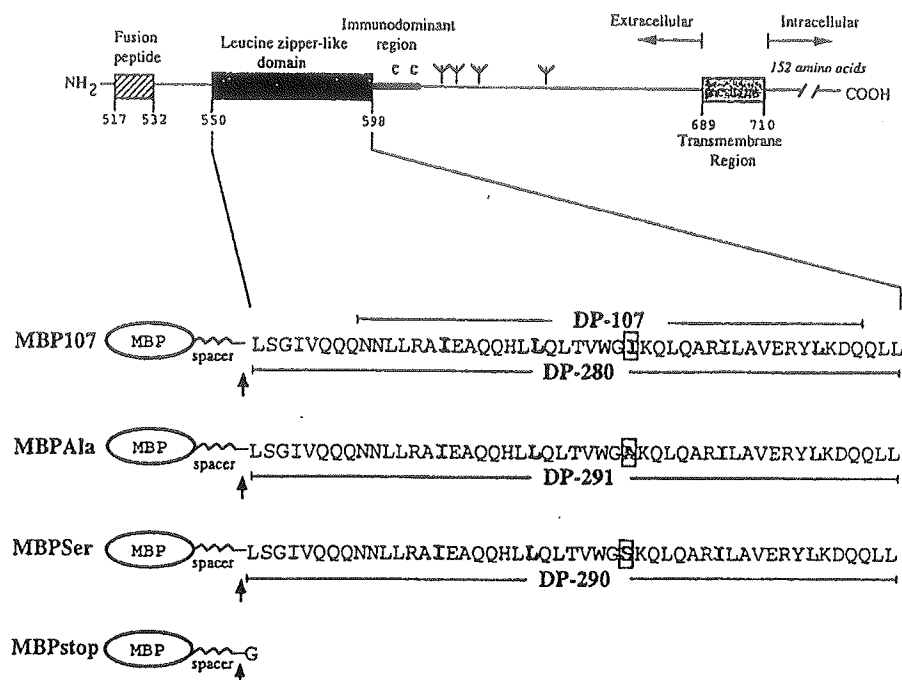 Extracellular Intracellular
Immunodominant region
Fusion peptide
Leucine zipper-like domain
C C
152 amino acids
NH2
COOH
517 532 550 598 689 710
Transmembrane Region
DP-107
MBP107 MBP spacer LSGIVQQQNNLLRAIEAQQHLLQLTVWGIKQLQARILAVERYLKDQQLL
DP-280
MBPAla MBP spacer LSGIVQQQNNLLRAIEAQQHLLQLTVWGAKQLQARILAVERYLKDQQLL
DP-291
MBPSer MBP spacer LSGIVQQQNNLLRAIEAQQHLLQLTVWGSKQLQARILAVERYLKDQQLL
DP-290
MBPstop MBP spacer G